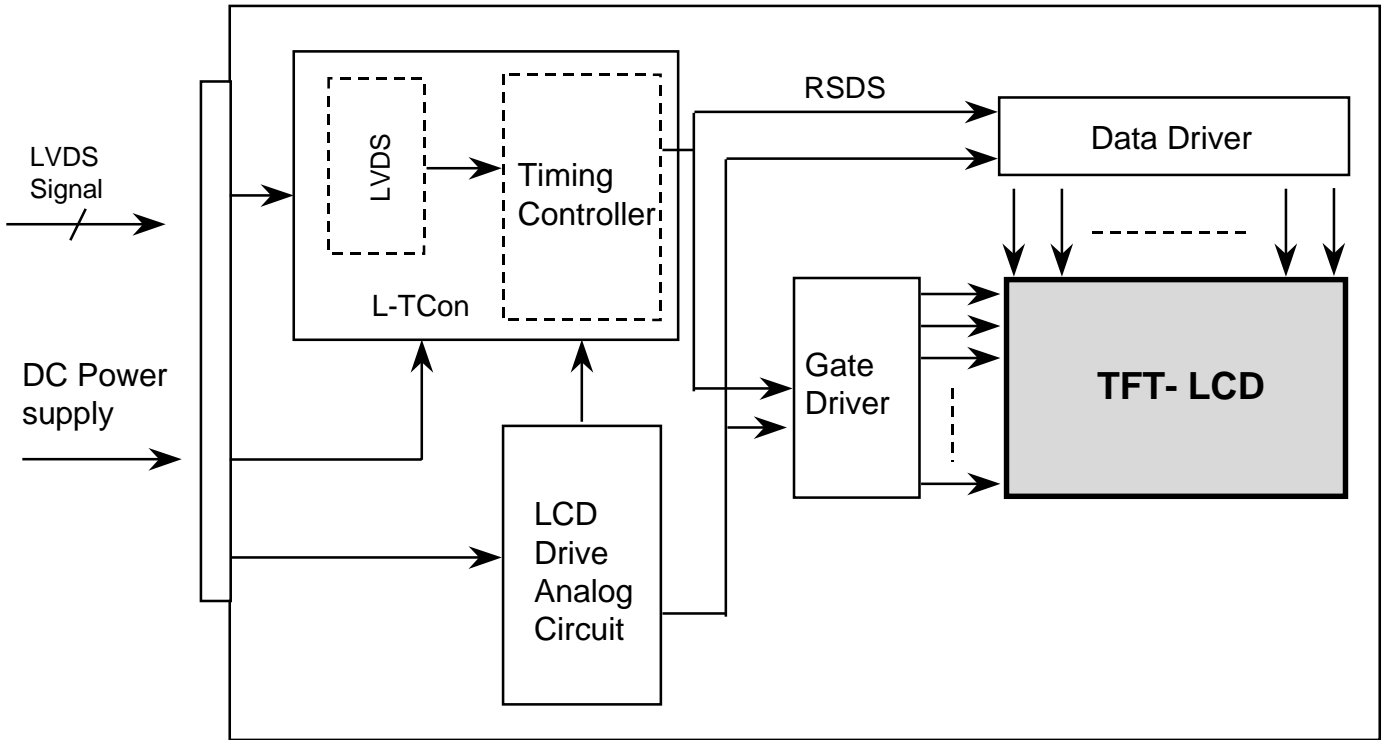 RSDS
Data Driver
LVDS
Signal
LVDS
Timing
Controller
L-TCon
DC Power
supply
Gate
Driver
TFT- LCD
LCD
Drive
Analog
Circuit